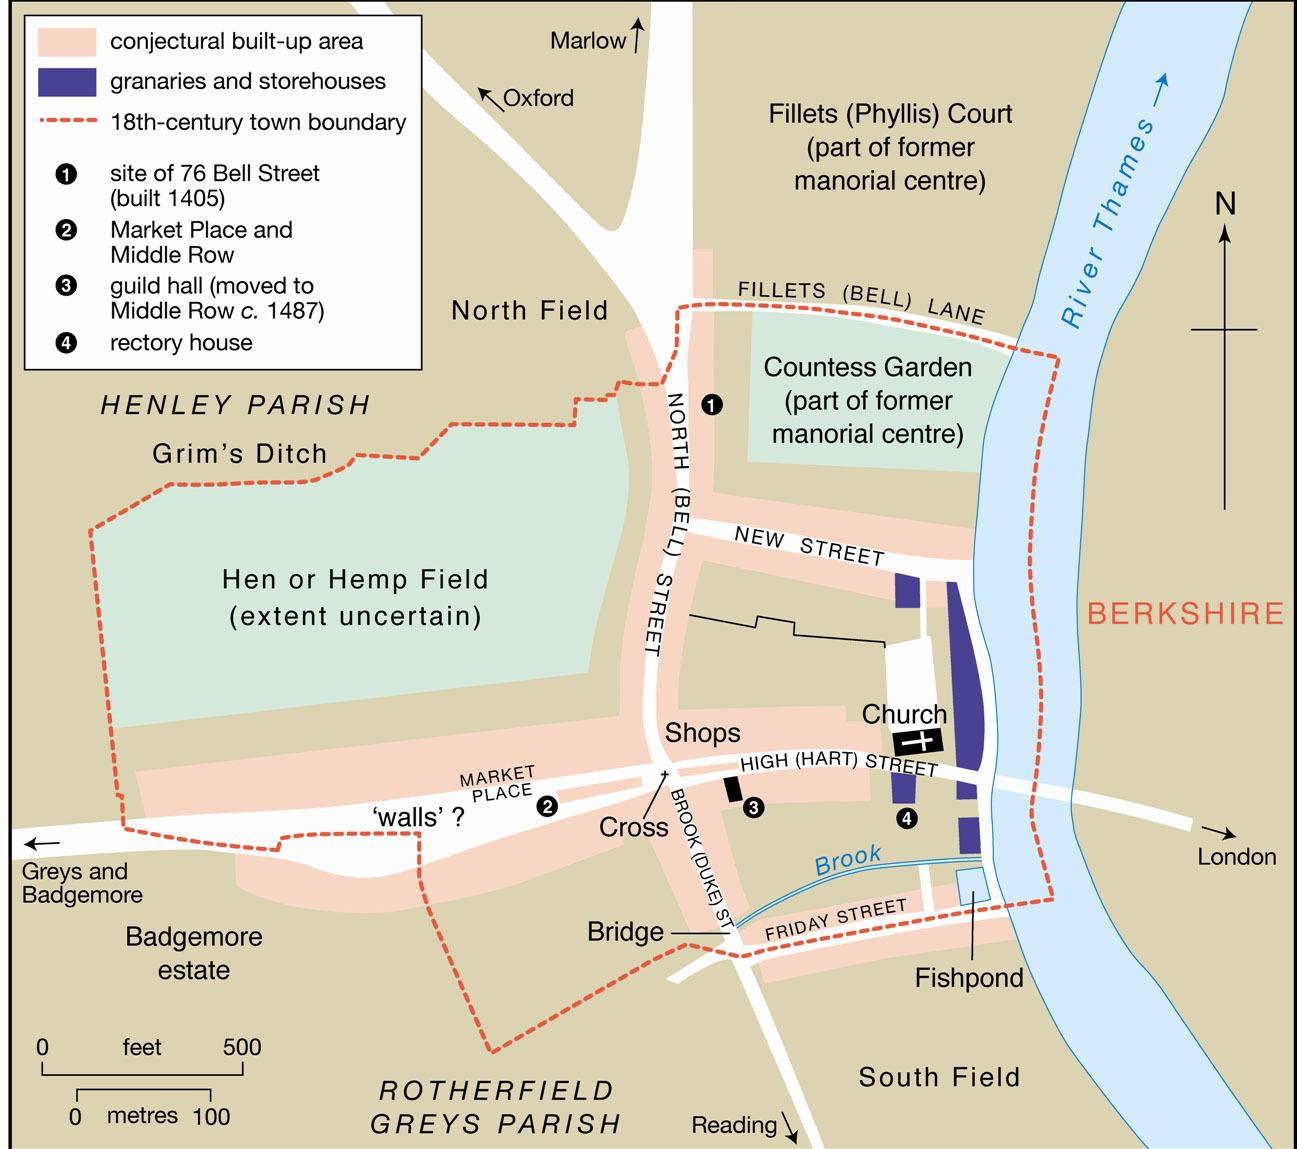 conjectural built-up area
granaries and storehouses
18th-century town boundary
1 site of 76 Bell Street
(built 1405)
2 Market Place and
Middle Row
3 guild hall (moved to
Middle Row c. 1487)
4 rectory house
Marlow
Oxford
Fillets (Phyllis) Court
(part of former
manorial centre)
River Thames
N
North Field
FILLETS (BELL) LANE
HENLEY PARISH
Grim's Ditch
Countess Garden
(part of former
manorial centre)
1
NORTH (BELL) STREET
NEW STREET
Hen or Hemp Field
(extent uncertain)
BERKSHIRE
Church
Shops
HIGH (HART) STREET
MARKET
PLACE
2
'walls' ?
Cross
BROOK (DUKE) ST
3
4
Greys and
Badgemore
London
Brook
FRIDAY STREET
Bridge
Badgemore
estate
Fishpond
0 feet 500
0 metres 100
South Field
ROTHERFIELD
GREYS PARISH
Reading